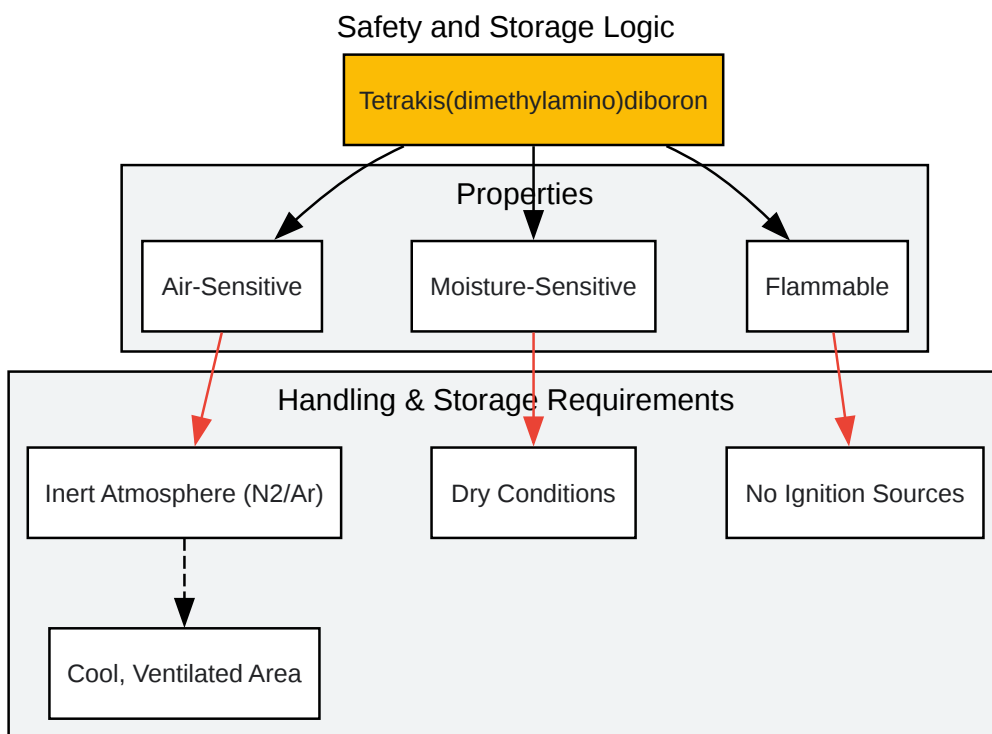 Safety and Storage Logic
Tetrakis(dimethylamino)diboron
Properties
Air-Sensitive
Moisture-Sensitive
Flammable
Handling & Storage Requirements
Inert Atmosphere (N2/Ar)
Dry Conditions
No Ignition Sources
Cool, Ventilated Area